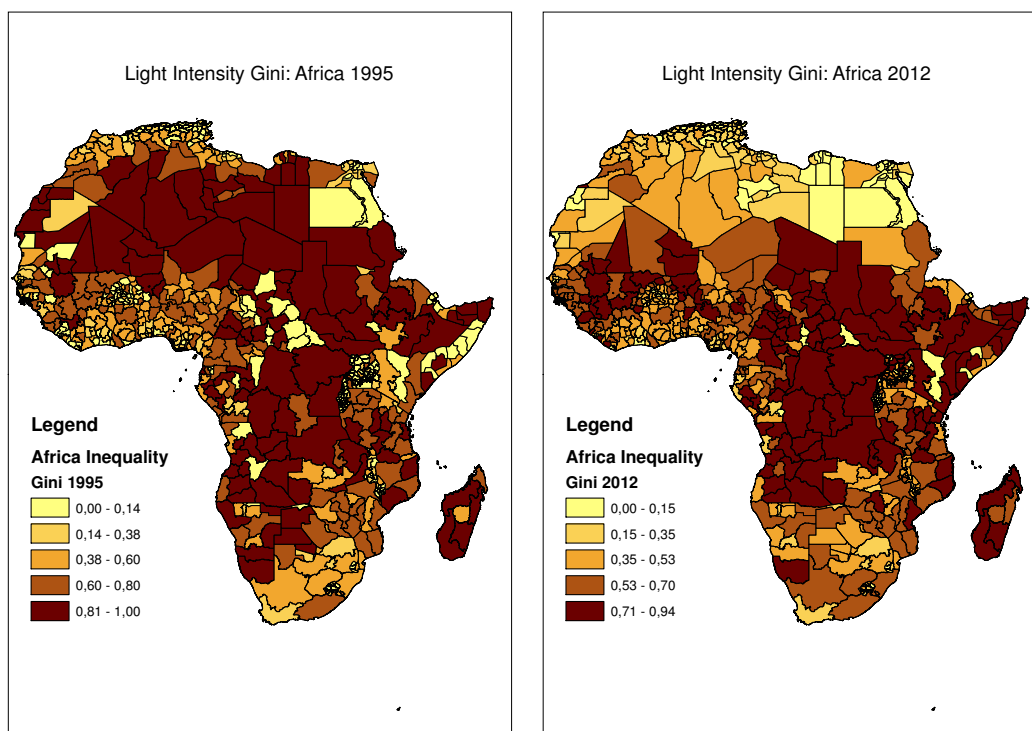 Light Intensity Gini: Africa 1995
Legend
Africa Inequality
Gini 1995
0,00 - 0,14
0,14 - 0,38
0,38 - 0,60
0,60 - 0,80
0,81 - 1,00
Light Intensity Gini: Africa 2012
Legend
Africa Inequality
Gini 2012
0,00 - 0,15
0,15 - 0,35
0,35 - 0,53
0,53 - 0,70
0,71 - 0,94